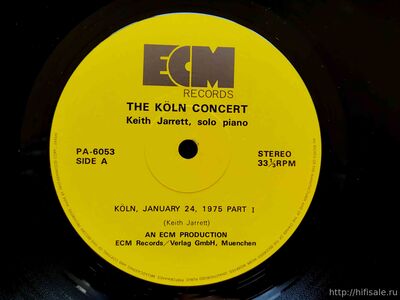 ECM
RECORDS
THE KÖLN CONCERT
Keith Jarrett, solo piano
PA-6053
SIDE A
STEREO
33⅓RPM
KÖLN, JANUARY 24, 1975 PART I
(Keith Jarrett)
AN ECM PRODUCTION
ECM Records/Verlag GmbH, Muenchen
http://hifisale.ru